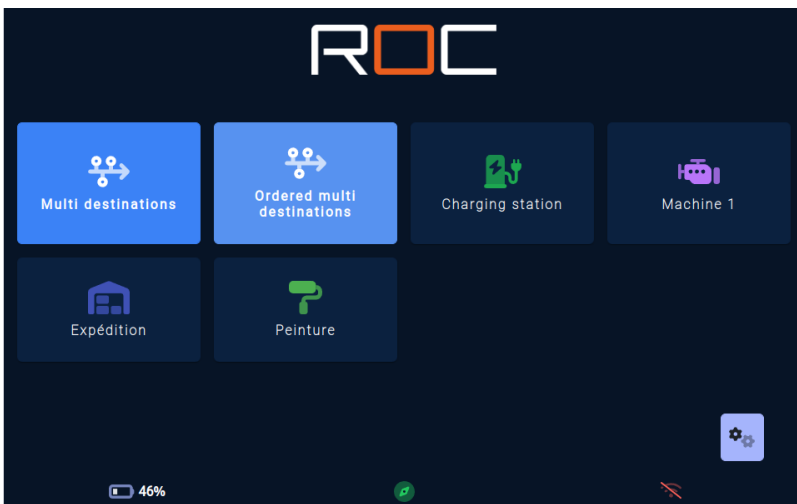 ROC
Multi destinations
Ordered multi
destinations
Charging station
Machine 1
Expédition
Peinture
46%